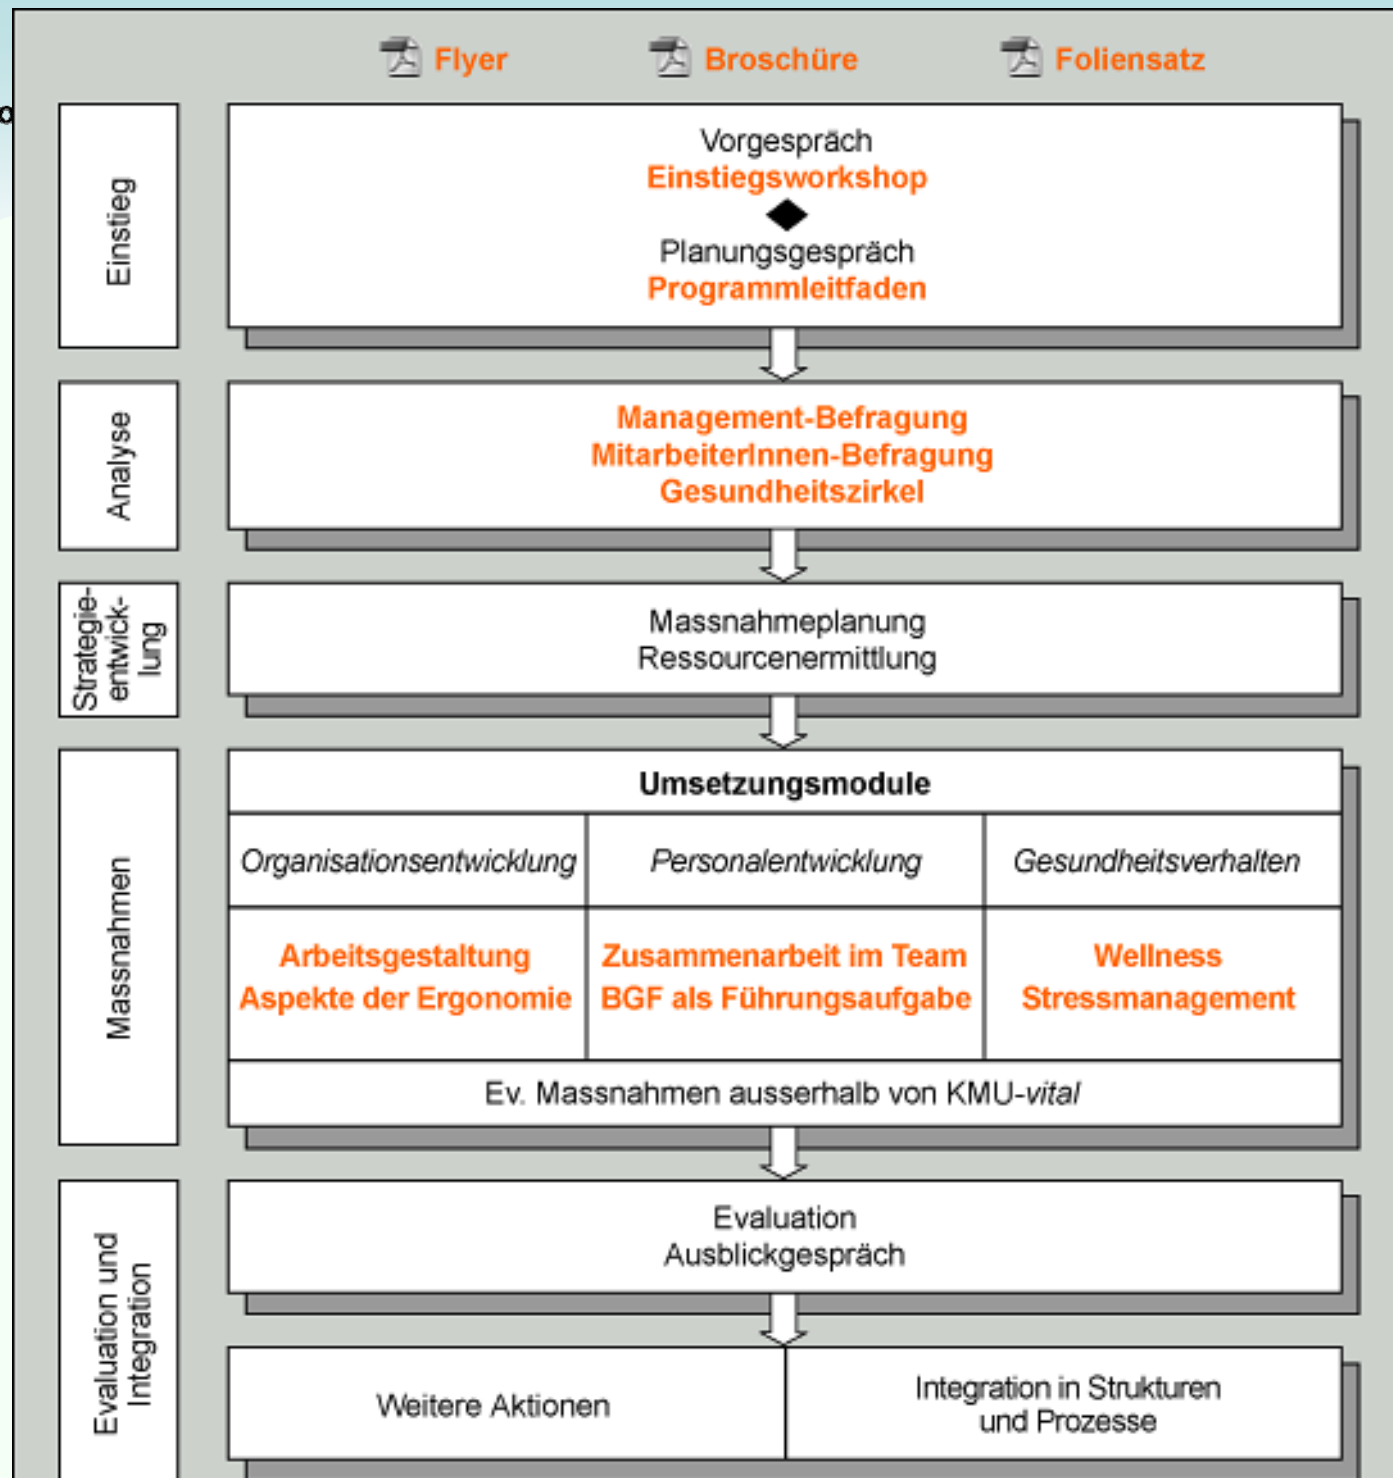 Flyer Broschüre Foliensatz
Einstieg
Vorgespräch
Einstiegsworkshop
Planungsgespräch
Programmleitfaden
Analyse
Management-Befragung
MitarbeiterInnen-Befragung
Gesundheitszirkel
Strategie-
entwick-
lung
Massnahmeplanung
Ressourcenermittlung
Massnahmen
Umsetzungsmodule
Organisationsentwicklung Personalentwicklung Gesundheitsverhalten
Arbeitsgestaltung Zusammenarbeit im Team Wellness
Aspekte der Ergonomie BGF als Führungsaufgabe Stressmanagement
Ev. Massnahmen ausserhalb von KMU-vital
Evaluation und
Integration
Evaluation
Ausblickgespräch
Weitere Aktionen
Integration in Strukturen
und Prozesse